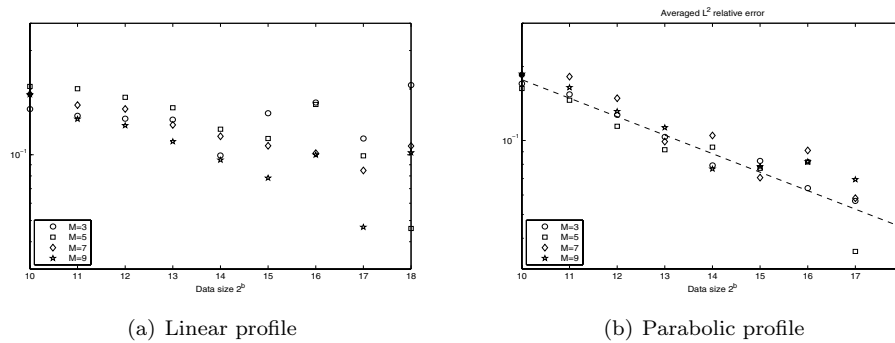 10⁻¹
M=3
M=5
M=7
M=9
10 11 12 13 14 15 16 17 18
Data size 2ᵇ
(a) Linear profile
Averaged L² relative error
10⁻¹
M=3
M=5
M=7
M=9
10 11 12 13 14 15 16 17
Data size 2ᵇ
(b) Parabolic profile